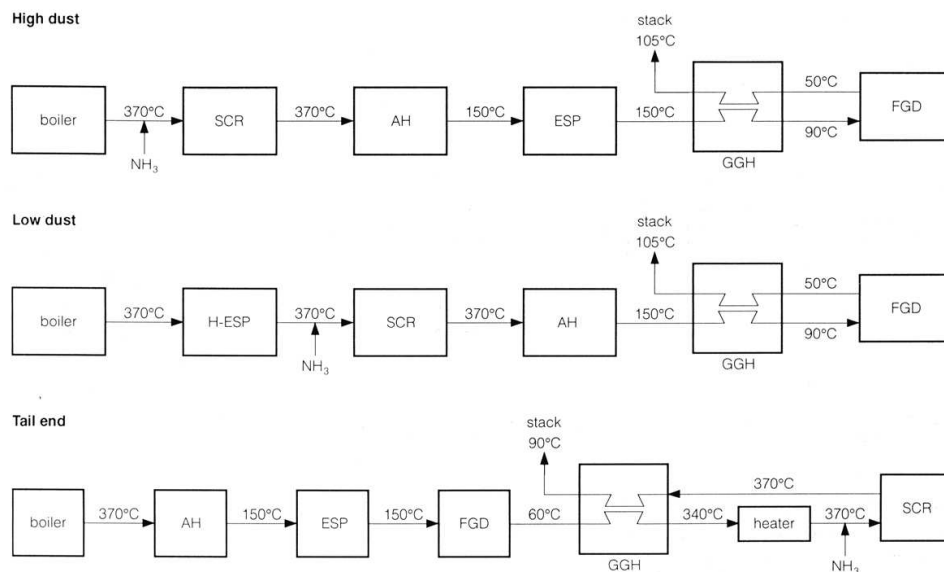 High dust
stack
105°C
boiler 370°C SCR 370°C AH 150°C ESP 150°C 50°C 90°C FGD
NH₃ GGH
Low dust
stack
105°C
boiler 370°C H-ESP 370°C SCR 370°C AH 150°C 50°C 90°C FGD
NH₃ GGH
Tail end
stack
90°C
370°C
boiler 370°C AH 150°C ESP 150°C FGD 60°C 340°C heater 370°C SCR
GGH NH₃